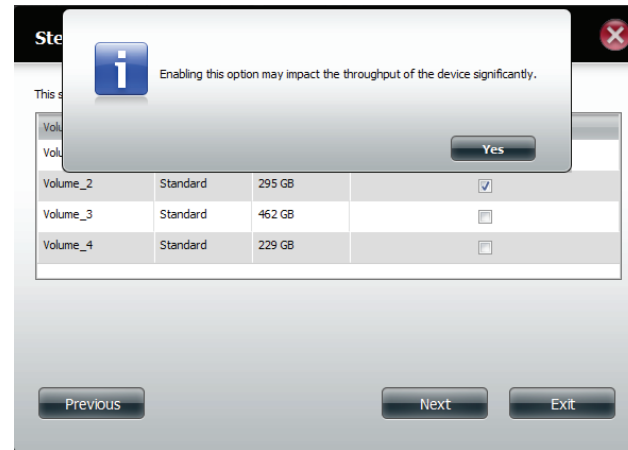 Ste
Enabling this option may impact the throughput of the device significantly.
This s
Volu
Volu
Yes
Volume_2 Standard 295 GB
Volume_3 Standard 462 GB
Volume_4 Standard 229 GB
Previous Next Exit